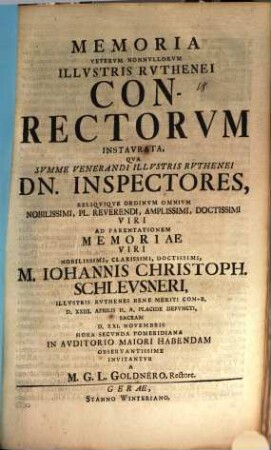 MEMORIA
VETERVM NONNVLLORVM
ILLVSTRIS RVTHENEI
CON-
RECTORVM
INSTAVRATA,
QVA
SVMME VENERANDI ILLVSTRIS RVTHENEI
DN. INSPECTORES,
RELIQVIQVE ORDINVM OMNIVM
NOBILISSIMI, PL. REVERENDI, AMPLISSIMI, DOCTISSIMI
VIRI
AD PARENTATIONEM
MEMORIAE
VIRI
NOBILISSIMI, CLARISSIMI, DOCTISSIMI,
M. IOHANNIS CHRISTOPH.
SCHLEVSNERI,
ILLVSTRIS RVTHENEI BENE MERITI CON-R.
D. XXIII. APRILIS H. A. PLACIDE DEFVNCTI,
SACRAM
D. XXI. NOVEMBRIS
HORA SECVNDA POMERIDIANA
IN AVDITORIO MAIORI HABENDAM
OBSERVANTISSIME
INVITANTVR
A
M. G. L. GOLDNERO, Rectore.
GERAE,
STANNO WINTERIANO.